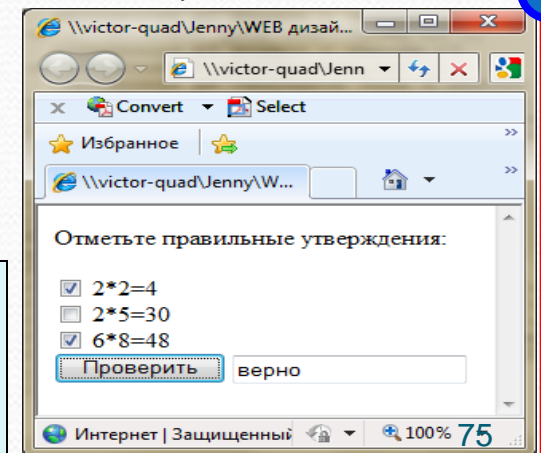 \\victor-quad\Jenny\WEB дизай...
\\victor-quad\Jenn
x Convert Select
Избранное
\\victor-quad\Jenny\W...
Отметьте правильные утверждения:
2*2=4
2*5=30
6*8=48
Проверить верно
Интернет | Защищенный 100% 75